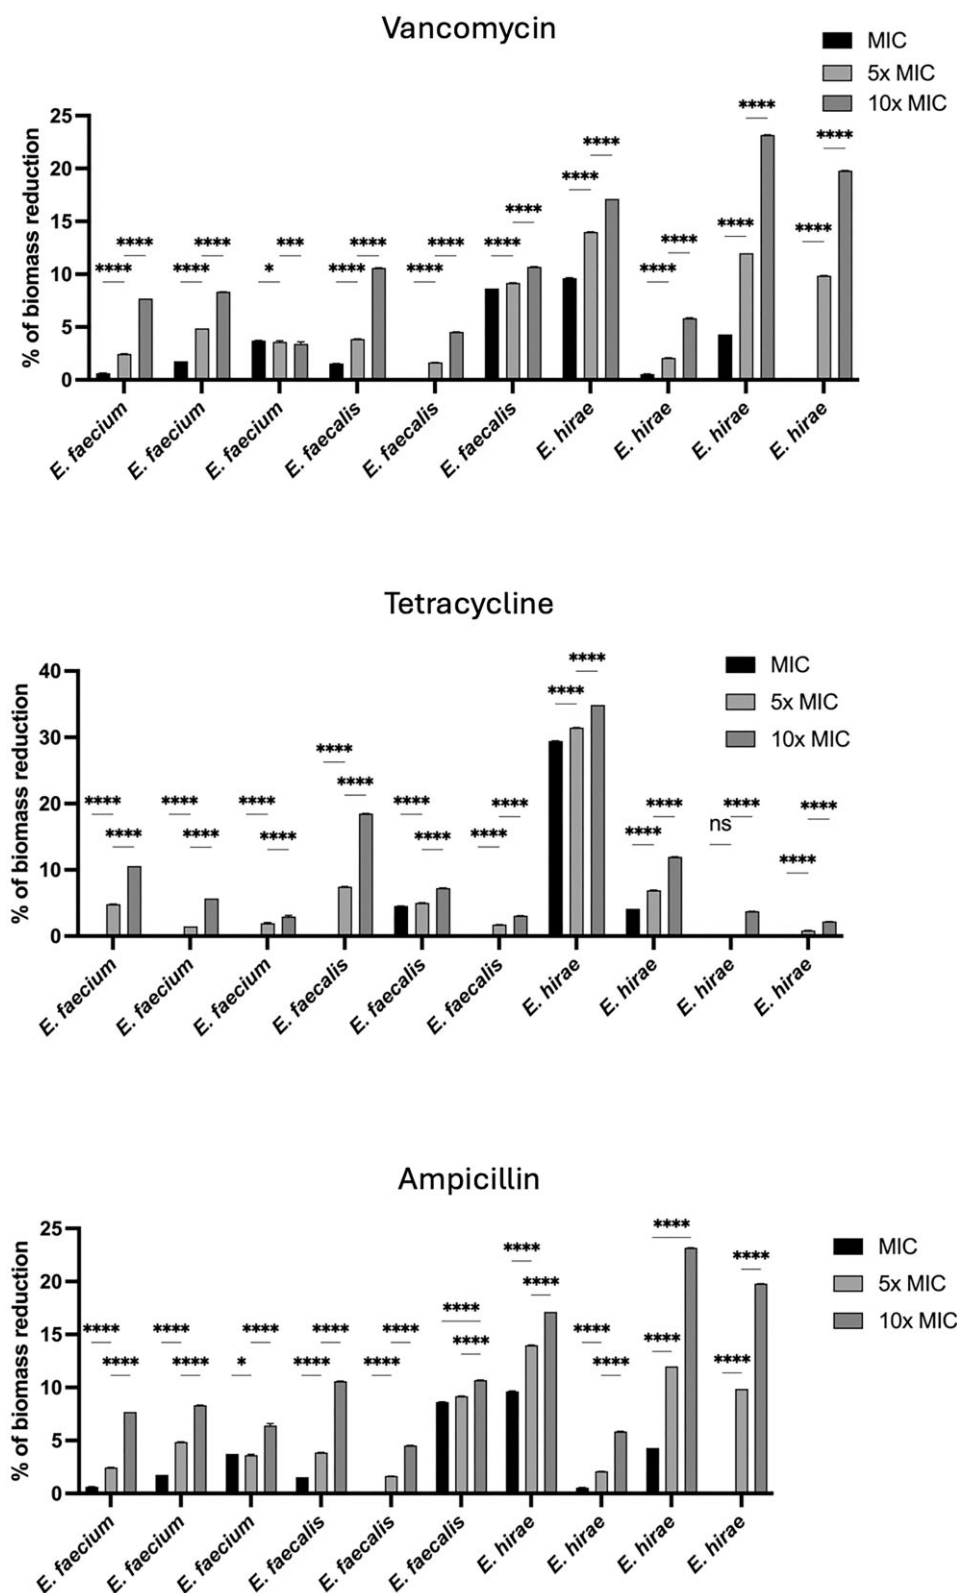 Vancomycin
MIC
5x MIC
10x MIC
% of biomass reduction
25
20
15
10
5
0
**** **** **** **** * *** **** **** **** **** **** **** **** **** **** **** **** **** **** ****
E. faecium
E. faecium
E. faecium
E. faecalis
E. faecalis
E. faecalis
E. hirae
E. hirae
E. hirae
E. hirae
Tetracycline
MIC
5x MIC
10x MIC
% of biomass reduction
40
30
20
10
0
**** **** **** **** **** **** **** **** **** **** **** **** **** **** **** **** ns **** **** ****
E. faecium
E. faecium
E. faecium
E. faecalis
E. faecalis
E. faecalis
E. hirae
E. hirae
E. hirae
E. hirae
Ampicillin
MIC
5x MIC
10x MIC
% of biomass reduction
25
20
15
10
5
0
**** **** **** **** * **** **** **** **** **** **** **** **** **** **** **** **** **** **** ****
E. faecium
E. faecium
E. faecium
E. faecalis
E. faecalis
E. faecalis
E. hirae
E. hirae
E. hirae
E. hirae